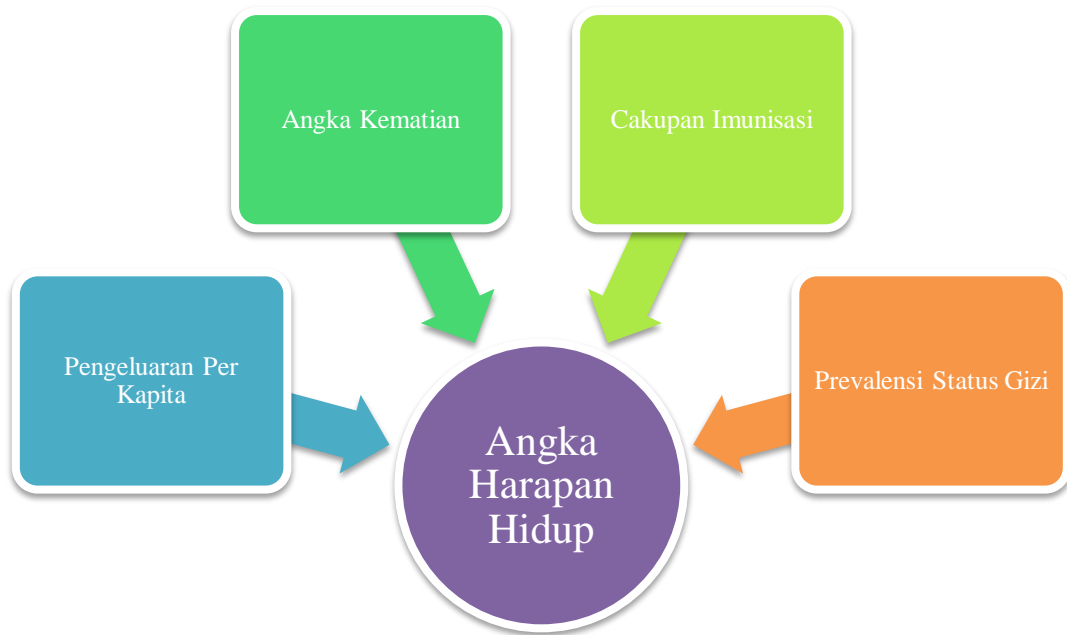 Angka Kematian
Cakupan Imunisasi
Pengeluaran Per
Kapita
Prevalensi Status Gizi
Angka
Harapan
Hidup